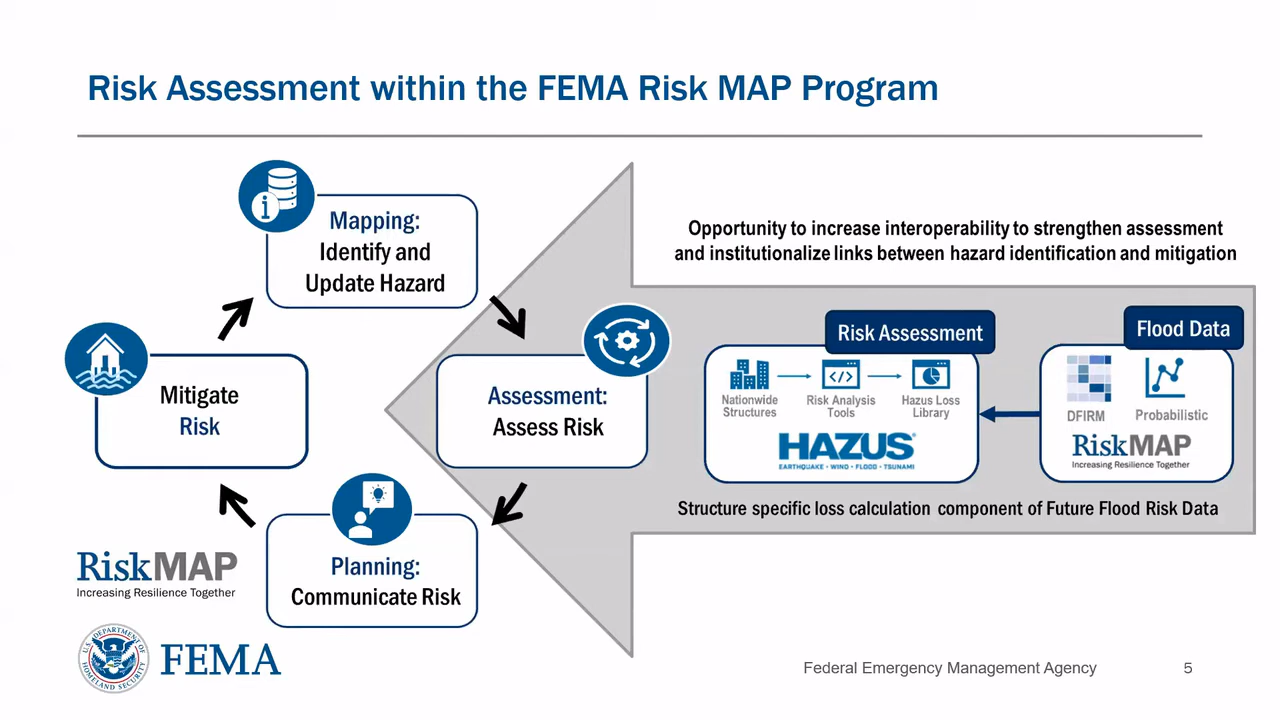 Risk Assessment within the FEMA Risk MAP Program
Mapping:
Identify and
Update Hazard
Opportunity to increase interoperability to strengthen assessment
and institutionalize links between hazard identification and mitigation
Mitigate
Risk
Assessment:
Assess Risk
Risk Assessment
Nationwide
Structures
Risk Analysis
Tools
Hazus Loss
Library
HAZUS®
EARTHQUAKE • WIND • FLOOD • TSUNAMI
Flood Data
DFIRM
Probabilistic
RiskMAP
Increasing Resilience Together
Structure specific loss calculation component of Future Flood Risk Data
Planning:
Communicate Risk
RiskMAP
Increasing Resilience Together
U.S. DEPARTMENT OF
HOMELAND SECURITY
FEMA
Federal Emergency Management Agency
5